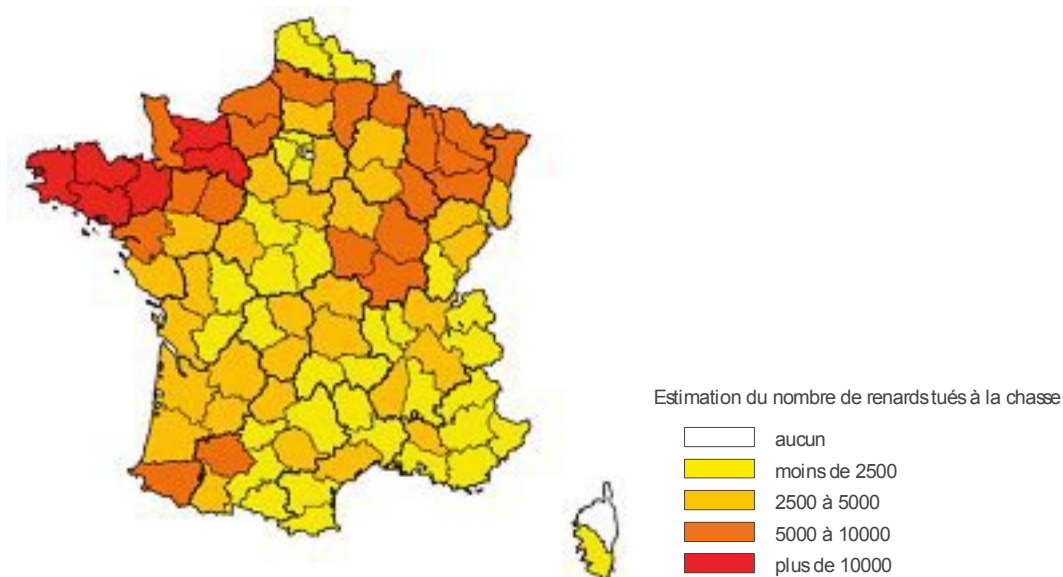 Estimation du nombre de renards tués à la chasse
aucun
moins de 2500
2500 à 5000
5000 à 10000
plus de 10000